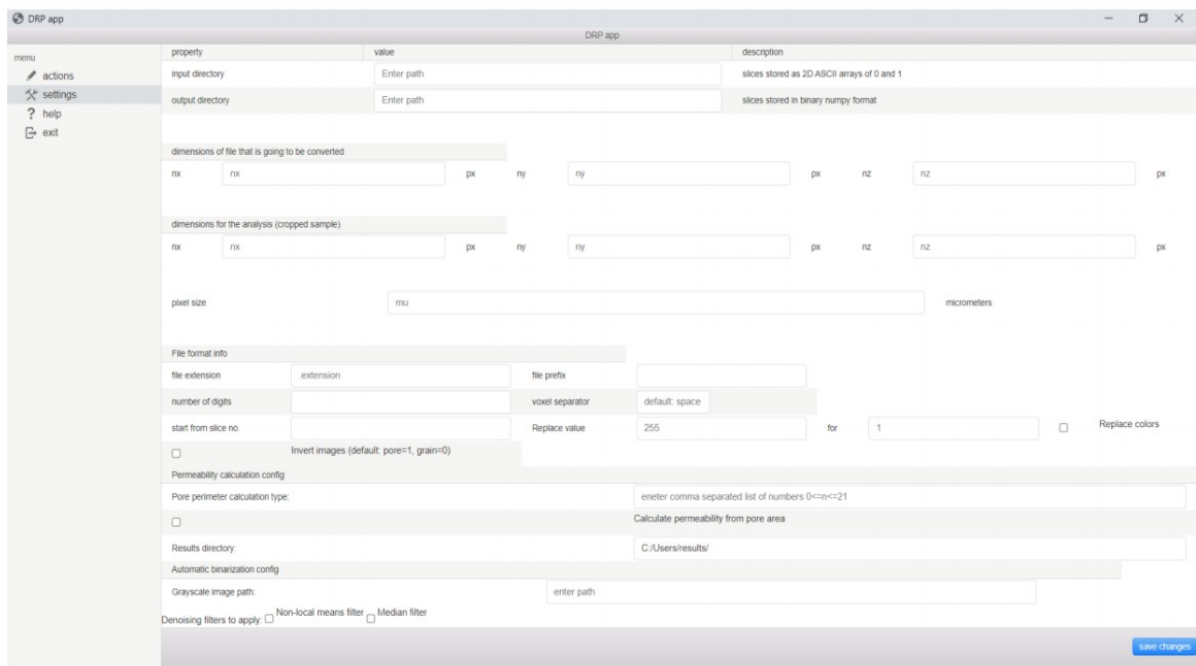 DRP app
DRP app
menu
actions
settings
help
exit
property value description
input directory Enter path slices stored as 2D ASCII arrays of 0 and 1
output directory Enter path slices stored in binary numpy format
dimensions of file that is going to be converted
nx nx px ny ny px nz nz px
dimensions for the analysis (cropped sample)
nx nx px ny ny px nz nz px
pixel size mu micrometers
File format info
file extension .extension file prefix
number of digits voxel separator default: space
start from slice no. Replace value 255 for 1 Replace colors
Invert images (default: pore=1, grain=0)
Permeability calculation config
Pore perimeter calculation type: eneter comma separated list of numbers 0<=n<=21
Calculate permeability from pore area
Results directory: C:/Users/results/
Automatic binarization config
Grayscale image path: enter path
Denoising filters to apply: Non-local means filter Median filter
save changes